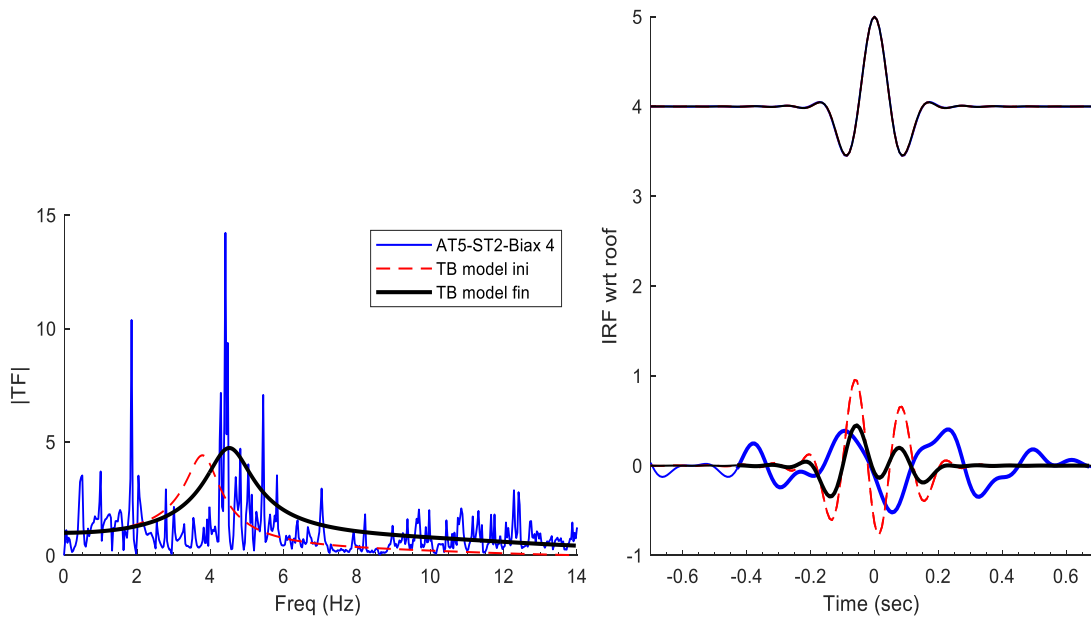 15
10
5
0
|TF|
0 2 4 6 8 10 12 14
Freq (Hz)
AT5-ST2-Biax 4
TB model ini
TB model fin
5
4
3
2
1
0
-1
IRF wrt roof
-0.6 -0.4 -0.2 0 0.2 0.4 0.6
Time (sec)